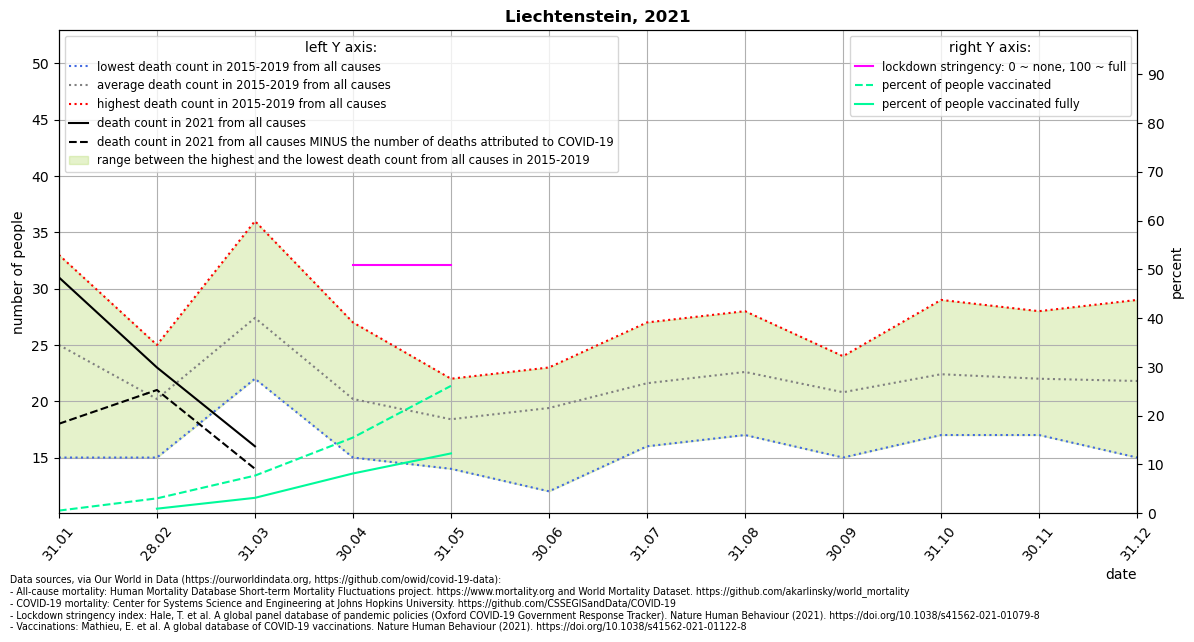 Liechtenstein, 2021
left Y axis:
lowest death count in 2015-2019 from all causes
average death count in 2015-2019 from all causes
highest death count in 2015-2019 from all causes
death count in 2021 from all causes
death count in 2021 from all causes MINUS the number of deaths attributed to COVID-19
range between the highest and the lowest death count from all causes in 2015-2019
right Y axis:
lockdown stringency: 0 ~ none, 100 ~ full
percent of people vaccinated
percent of people vaccinated fully
number of people
50
45
40
35
30
25
20
15
percent
90
80
70
60
50
40
30
20
10
0
31.01
28.02
31.03
30.04
31.05
30.06
31.07
31.08
30.09
31.10
30.11
31.12
date
Data sources, via Our World in Data (https://ourworldindata.org, https://github.com/owid/covid-19-data):
- All-cause mortality: Human Mortality Database Short-term Mortality Fluctuations project. https://www.mortality.org and World Mortality Dataset. https://github.com/akarlinsky/world_mortality
- COVID-19 mortality: Center for Systems Science and Engineering at Johns Hopkins University. https://github.com/CSSEGISandData/COVID-19
- Lockdown stringency index: Hale, T. et al. A global panel database of pandemic policies (Oxford COVID-19 Government Response Tracker). Nature Human Behaviour (2021). https://doi.org/10.1038/s41562-021-01079-8
- Vaccinations: Mathieu, E. et al. A global database of COVID-19 vaccinations. Nature Human Behaviour (2021). https://doi.org/10.1038/s41562-021-01122-8